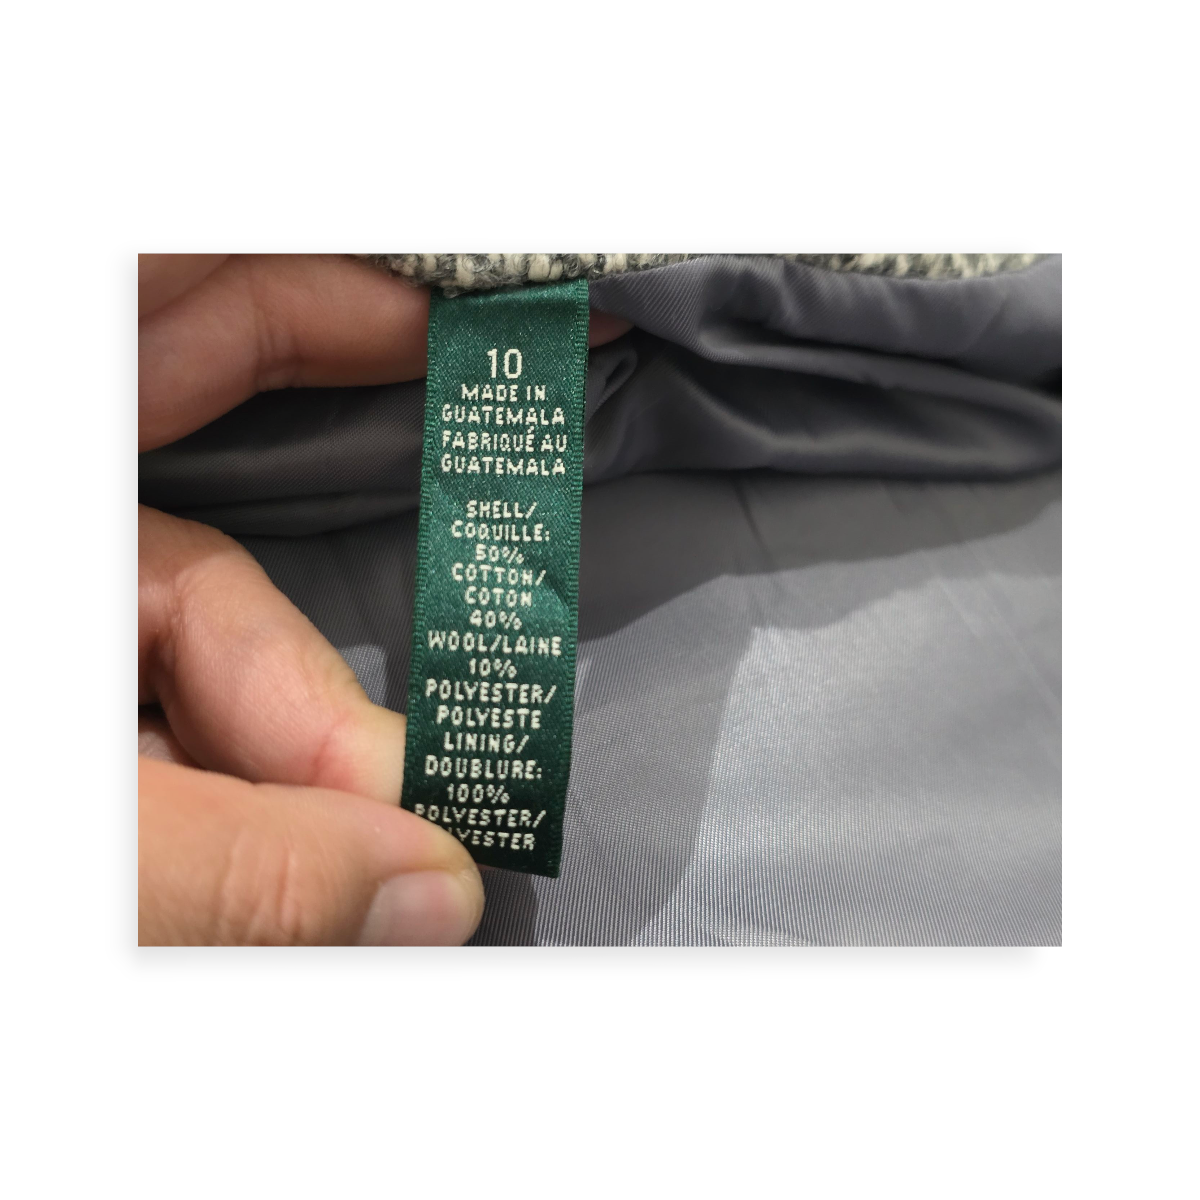 10
MADE IN
GUATEMALA
FABRIQUÉ AU
GUATEMALA
SHELL/
COQUILLE:
50%
COTTON/
COTON
40%
WOOL/LAINE
10%
POLYESTER/
POLYESTE
LINING/
DOUBLURE:
100%
POLYESTER/
LYESTER